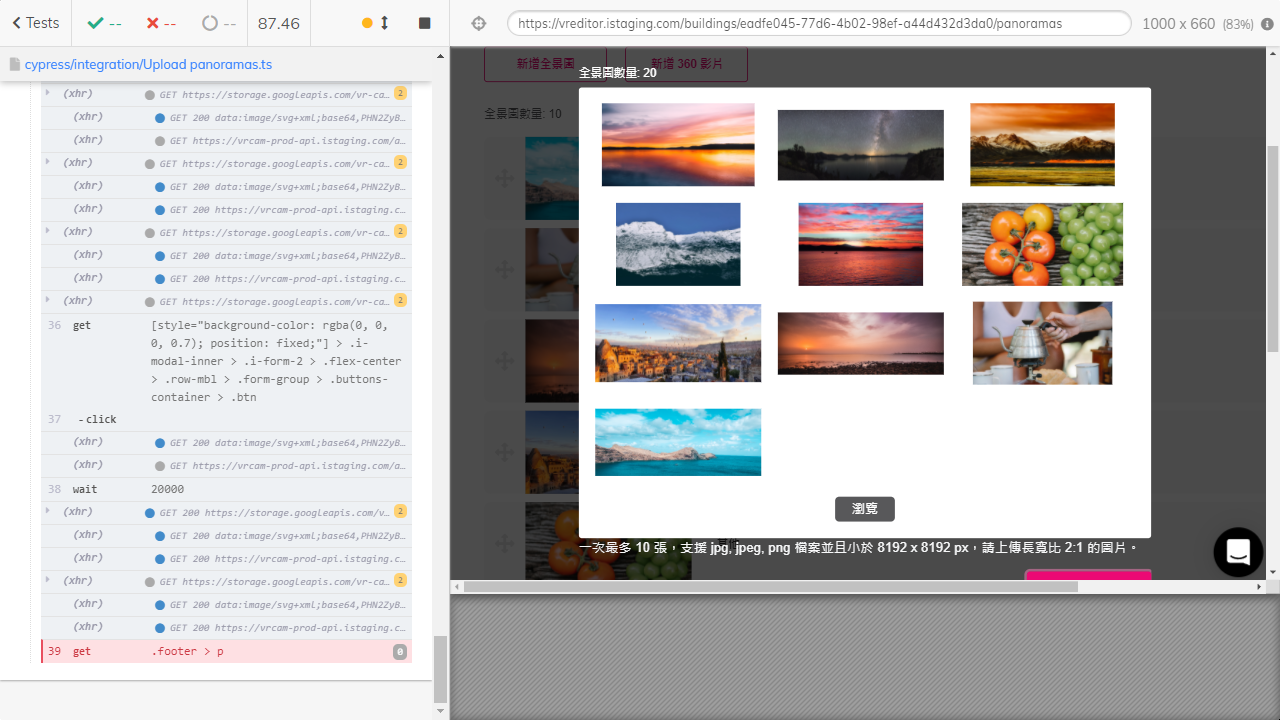 Tests
--
--
--
87.46
https://vreditor.istaging.com/buildings/eadfe045-77d6-4b02-98ef-a44d432d3da0/panoramas
1000 x 660 (83%)
cypress/integration/Upload panoramas.ts
(xhr) GET https://storage.googleapis.com/vr-ca… 2
(xhr) GET 200 data:image/svg+xml;base64,PHN2ZyB…
(xhr) GET https://vrcam-prod-api.istaging.com/a…
(xhr) GET https://storage.googleapis.com/vr-ca… 2
(xhr) GET 200 data:image/svg+xml;base64,PHN2ZyB…
(xhr) GET 200 https://vrcam-prod-api.istaging.c…
(xhr) GET https://storage.googleapis.com/vr-ca… 2
(xhr) GET 200 data:image/svg+xml;base64,PHN2ZyB…
(xhr) GET 200 https://vrcam-prod-api.istaging.c…
(xhr) GET https://storage.googleapis.com/vr-ca… 2
36 get [style="background-color: rgba(0, 0,
0, 0.7); position: fixed;"] > .i-
modal-inner > .i-form-2 > .flex-center
> .row-mbl > .form-group > .buttons-
container > .btn
37 -click
(xhr) GET 200 data:image/svg+xml;base64,PHN2ZyB…
(xhr) GET https://vrcam-prod-api.istaging.com/a…
38 wait 20000
(xhr) GET 200 https://storage.googleapis.com/v… 2
(xhr) GET 200 data:image/svg+xml;base64,PHN2ZyB…
(xhr) GET 200 https://vrcam-prod-api.istaging.c…
(xhr) GET https://storage.googleapis.com/vr-ca… 2
(xhr) GET 200 data:image/svg+xml;base64,PHN2ZyB…
(xhr) GET 200 https://vrcam-prod-api.istaging.c…
39 get .footer > p 0
新增全景圖
新增 360 影片
全景圖數量: 20
全景圖數量: 10
瀏覽
一次最多 10 張，支援 jpg, jpeg, png 檔案並且小於 8192 x 8192 px，請上傳長寬比 2:1 的圖片。